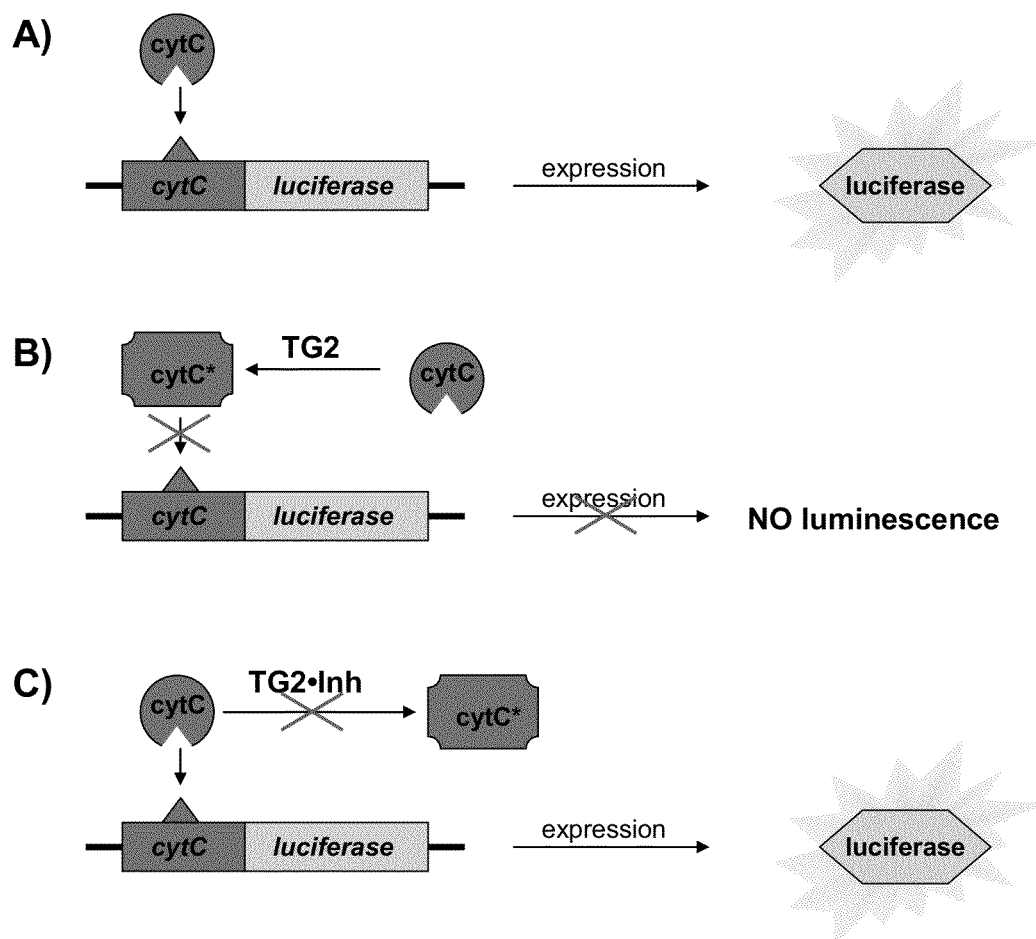 A)
cytC
cytC luciferase
expression
luciferase
B)
TG2
cytC*
cytC
cytC luciferase
expression
NO luminescence
C)
TG2•Inh
cytC
cytC*
cytC luciferase
expression
luciferase